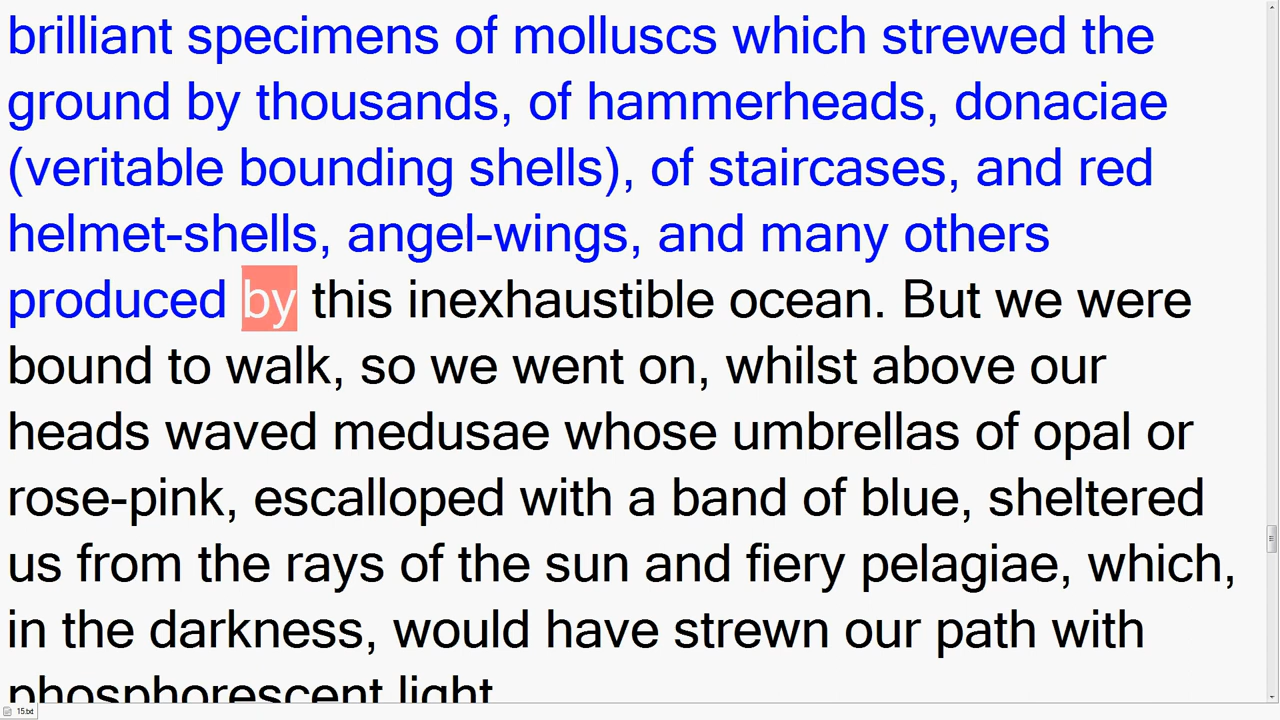 brilliant specimens of molluscs which strewed the
ground by thousands, of hammerheads, donaciae
(veritable bounding shells), of staircases, and red
helmet-shells, angel-wings, and many others
produced by this inexhaustible ocean. But we were
bound to walk, so we went on, whilst above our
heads waved medusae whose umbrellas of opal or
rose-pink, escalloped with a band of blue, sheltered
us from the rays of the sun and fiery pelagiae, which,
in the darkness, would have strewn our path with
phosphorescent light.
15.txt